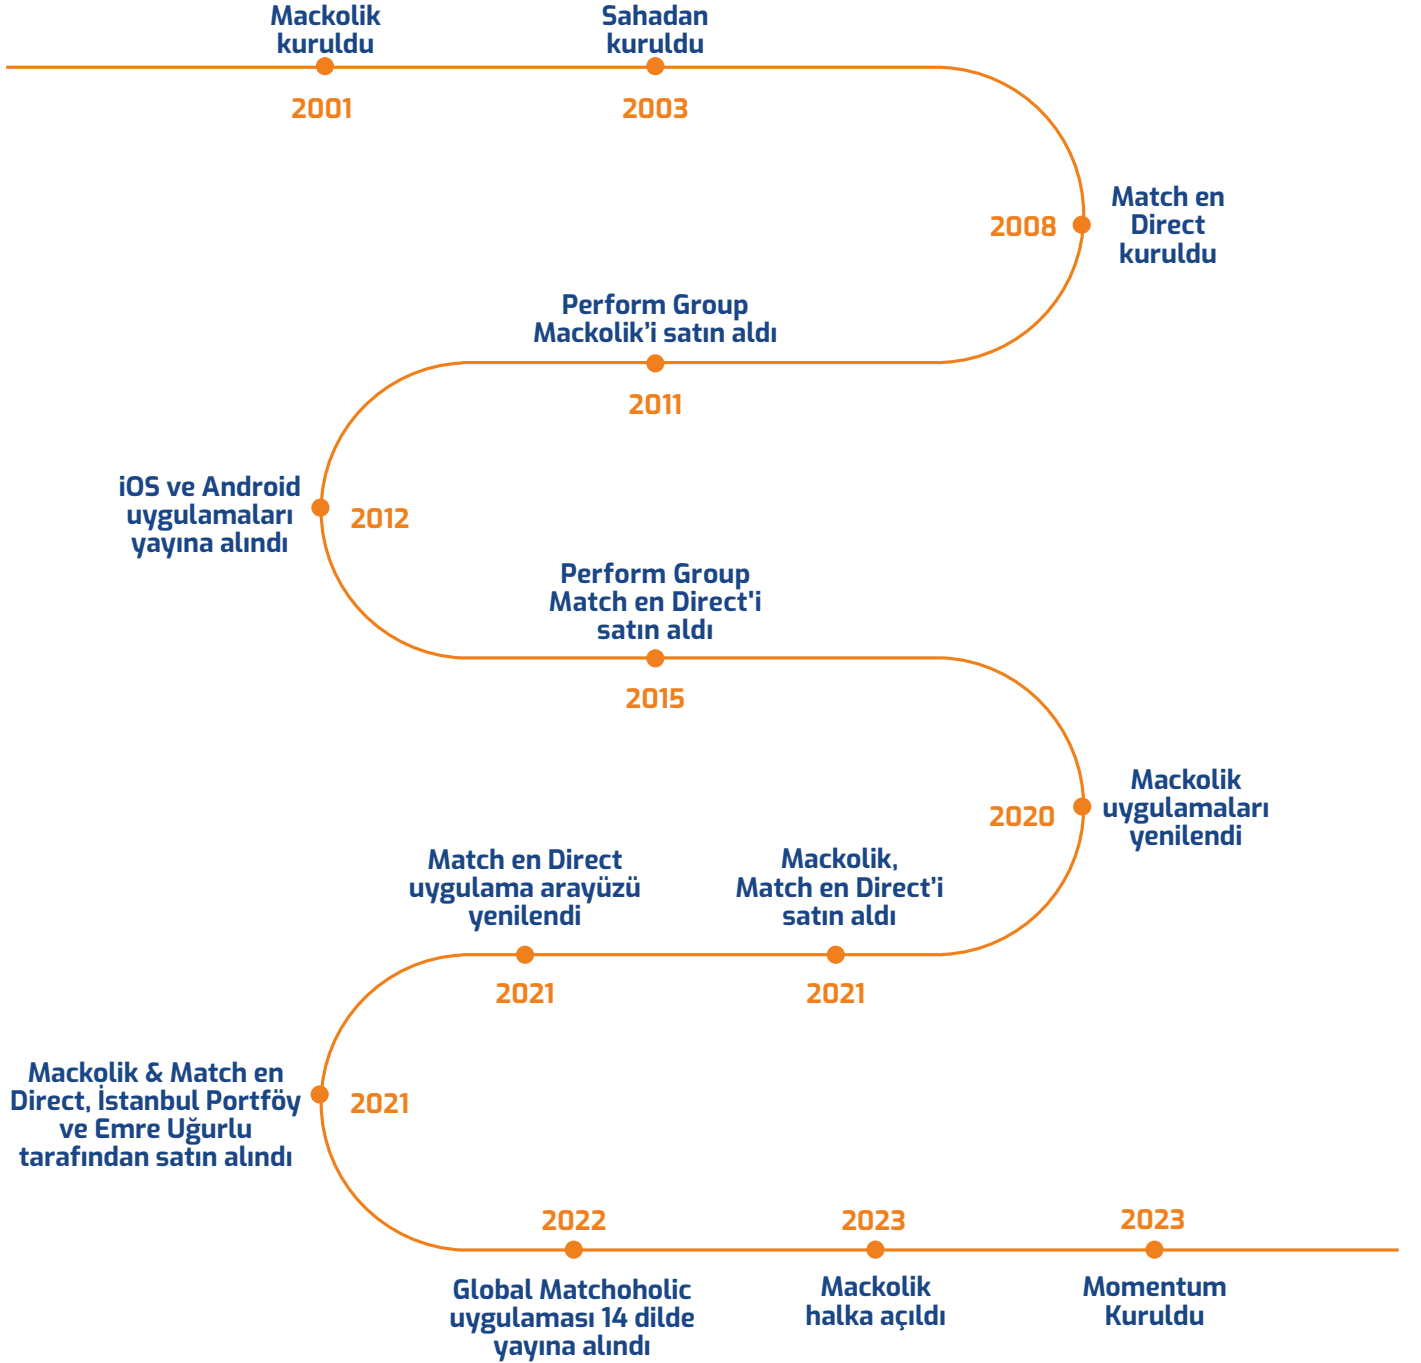 Mackolik
kuruldu
2001
Sahadan
kuruldu
2003
Match en
Direct
kuruldu
2008
Perform Group
Mackolik’i satın aldı
2011
iOS ve Android
uygulamaları
yayına alındı
2012
Perform Group
Match en Direct'i
satın aldı
2015
Mackolik
uygulamaları
yenilendi
2020
Mackolik,
Match en Direct’i
satın aldı
2021
Match en Direct
uygulama arayüzü
yenilendi
2021
Mackolik & Match en
Direct, İstanbul Portföy
ve Emre Uğurlu
tarafından satın alındı
2021
2022
Global Matchoholic
uygulaması 14 dilde
yayına alındı
2023
Mackolik
halka açıldı
2023
Momentum
Kuruldu